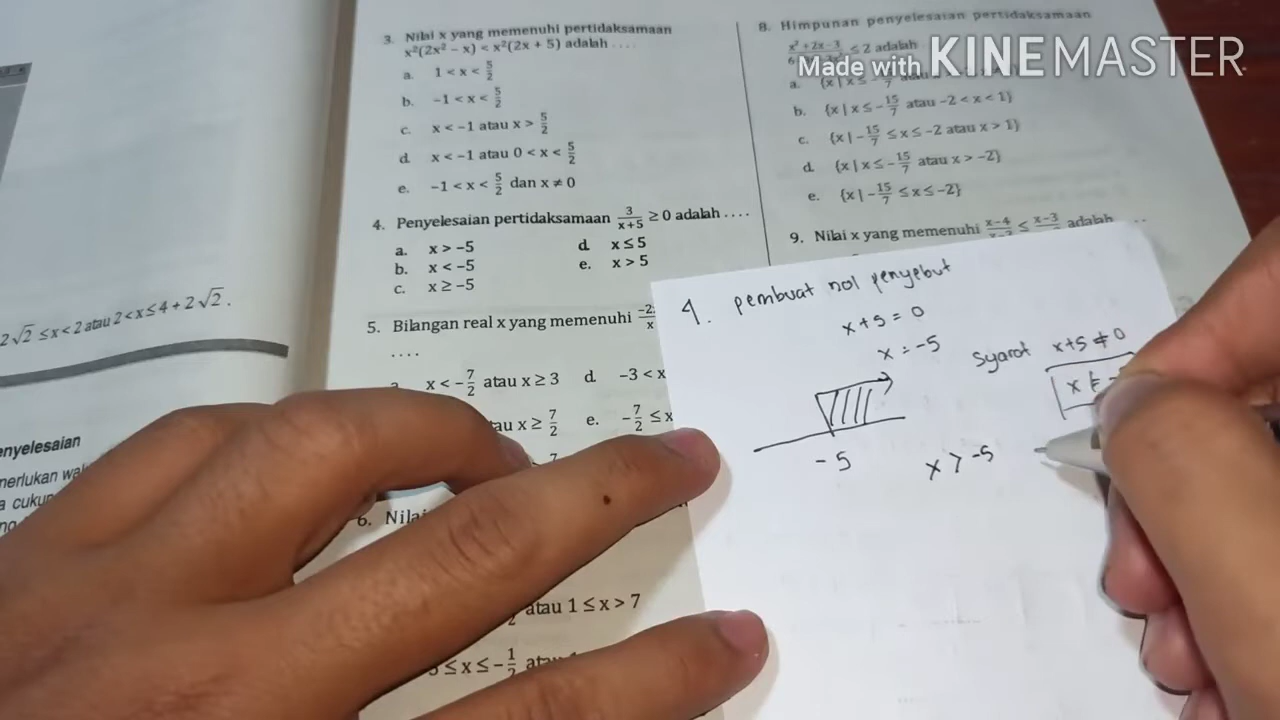 2√2 ≤ x < 2 atau 2 < x ≤ 4 + 2√2 .
enyelesaian
3. Nilai x yang memenuhi pertidaksamaan
x²(2x² − x) < x²(2x + 5) adalah . . . .
a. 1 < x < 5/2
b. -1 < x < 5/2
c. x < -1 atau x > 5/2
d. x < -1 atau 0 < x < 5/2
e. -1 < x < 5/2 dan x ≠ 0
4. Penyelesaian pertidaksamaan 3/(x+5) ≥ 0 adalah . . . .
a. x > -5 d. x ≤ 5
b. x < -5 e. x > 5
c. x ≥ -5
5. Bilangan real x yang memenuhi
. . . .
x < -7/2 atau x ≥ 3 d. -3 < x
x ≥ 7/2 e. -7/2 ≤ x
6.
atau 1 ≤ x > 7
≤ x ≤ -1/2
8. Himpunan penyelesaian pertidaksamaan
≤ 2 adalah
Made with KINEMASTER
a.
b. {x | x ≤ -15/7 atau -2 < x < 1}
c. {x | -15/7 ≤ x ≤ -2 atau x > 1}
d. {x | x ≤ -15/7 atau x > -2}
e. {x | -15/7 ≤ x ≤ -2}
9. Nilai x yang memenuhi adalah
4. pembuat nol penyebut
x+5 = 0
x = -5
Syarat x+5 ≠ 0
x ≠
-5
x > -5